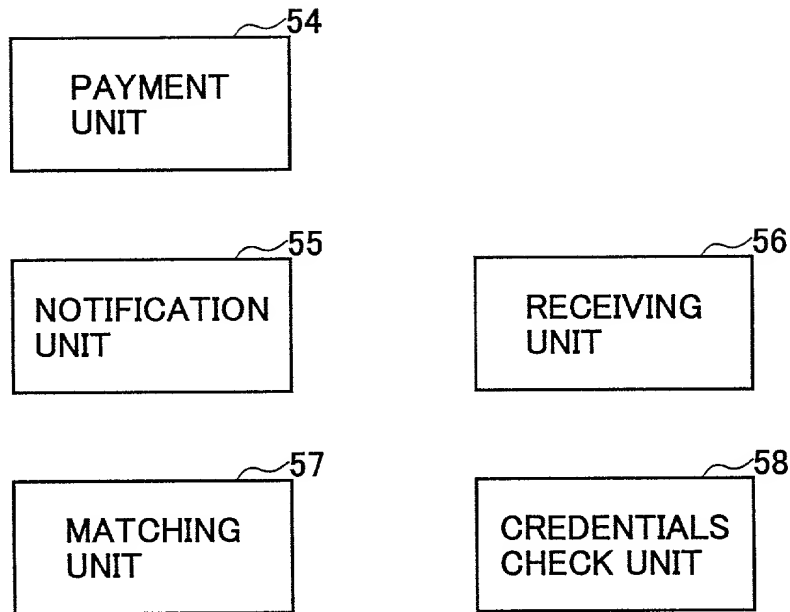 54
PAYMENT
UNIT
55
NOTIFICATION
UNIT
56
RECEIVING
UNIT
57
MATCHING
UNIT
58
CREDENTIALS
CHECK UNIT